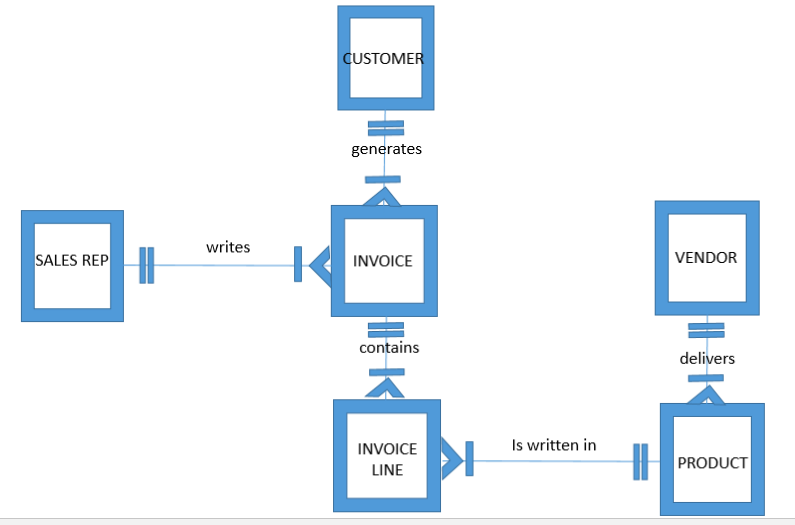 CUSTOMER
generates
SALES REP
writes
INVOICE
VENDOR
contains
delivers
INVOICE
LINE
Is written in
PRODUCT